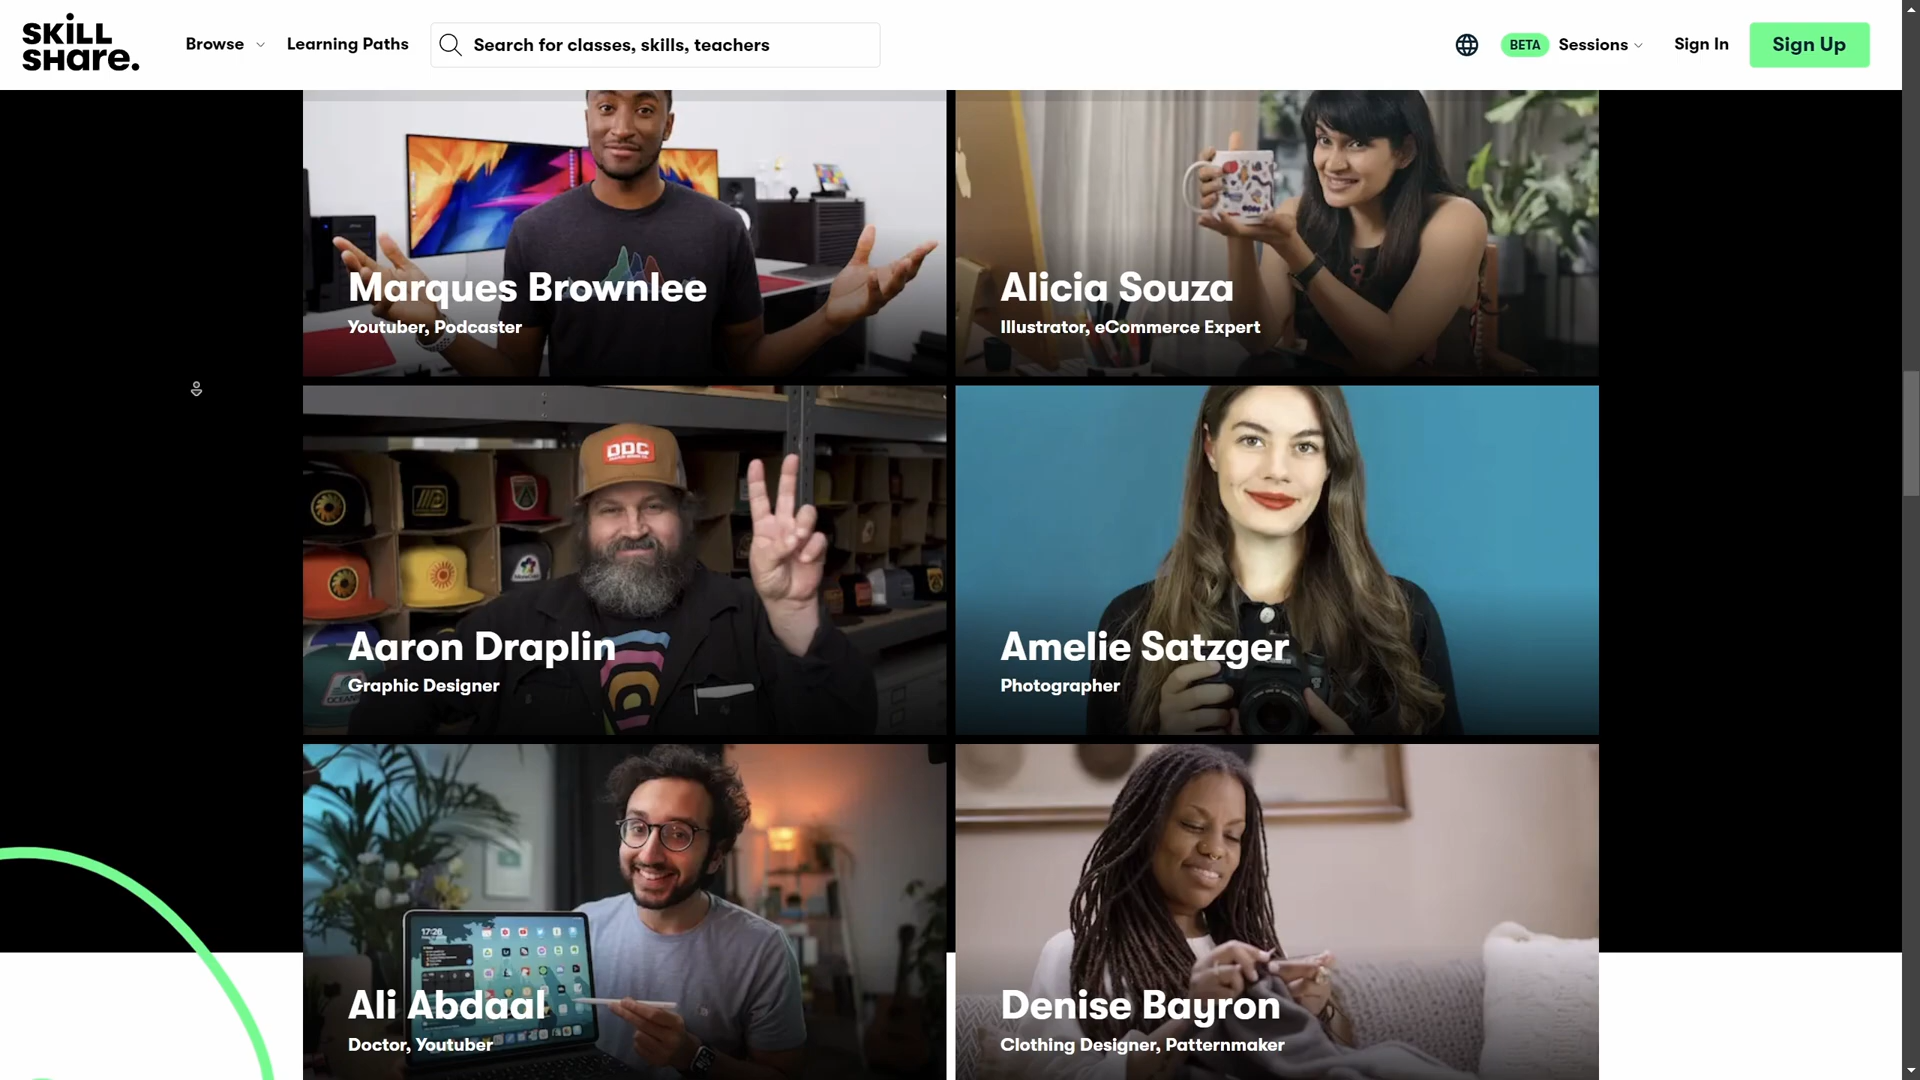 SKILL
SHare.
Browse
Learning Paths
Search for classes, skills, teachers
BETA
Sessions
Sign In
Sign Up
Marques Brownlee
Youtuber, Podcaster
Alicia Souza
Illustrator, eCommerce Expert
DDC
Aaron Draplin
Graphic Designer
Amelie Satzger
Photographer
17:26
Ali Abdaal
Doctor, Youtuber
Denise Bayron
Clothing Designer, Patternmaker